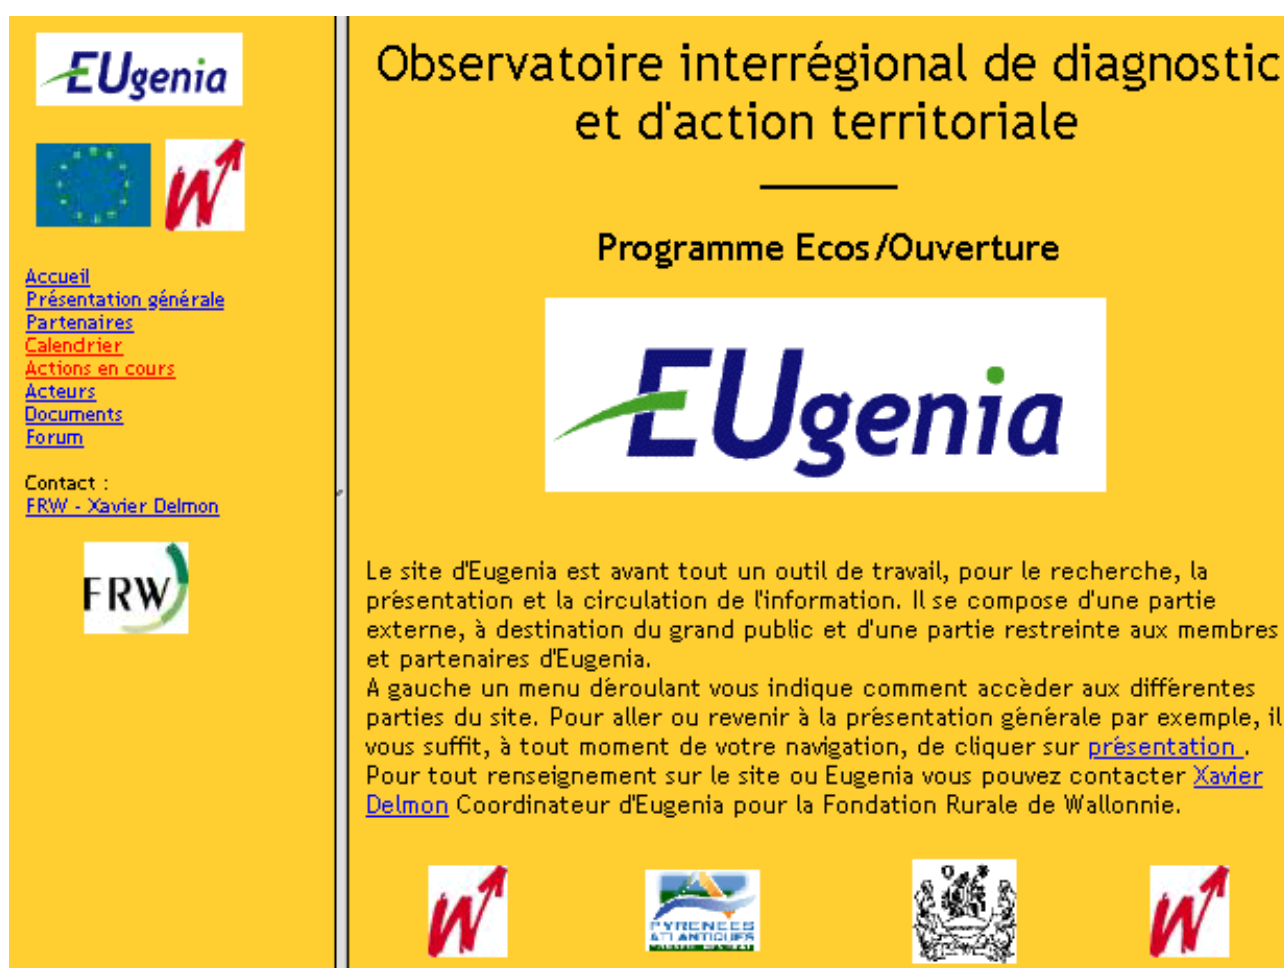 EUgenia
W
Accueil
Présentation générale
Partenaires
Calendrier
Actions en cours
Acteurs
Documents
Forum
Contact :
FRW - Xavier Delmon
FRW
Observatoire interrégional de diagnostic
et d'action territoriale
Programme Ecos/Ouverture
EUgenia
Le site d'Eugenia est avant tout un outil de travail, pour le recherche, la
présentation et la circulation de l'information. Il se compose d'une partie
externe, à destination du grand public et d'une partie restreinte aux membres
et partenaires d'Eugenia.
A gauche un menu déroulant vous indique comment accèder aux différentes
parties du site. Pour aller ou revenir à la présentation générale par exemple, il
vous suffit, à tout moment de votre navigation, de cliquer sur présentation .
Pour tout renseignement sur le site ou Eugenia vous pouvez contacter Xavier
Delmon Coordinateur d'Eugenia pour la Fondation Rurale de Wallonnie.
W
PYRENEES
ATLANTIQUES
W